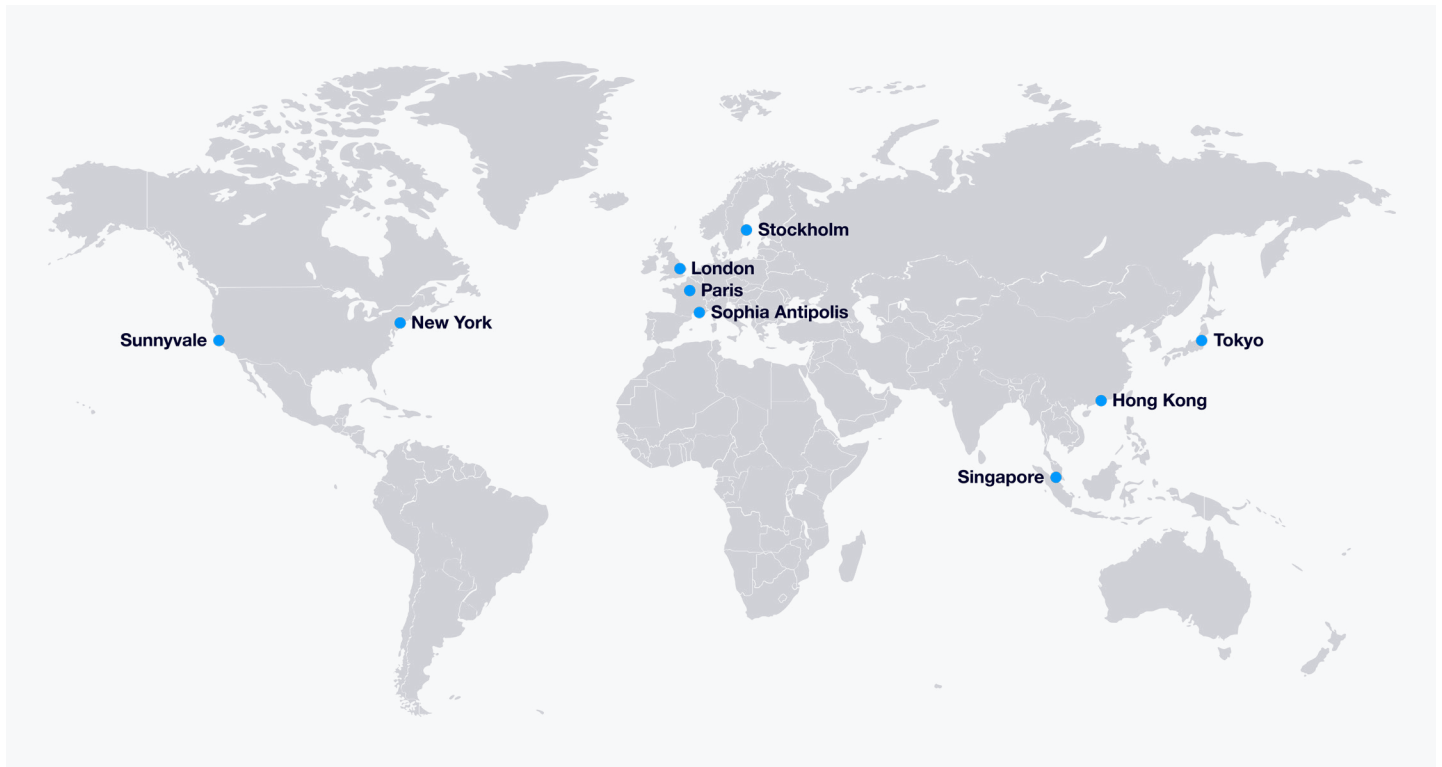 Stockholm
London
Paris
Sophia Antipolis
New York
Sunnyvale
Tokyo
Hong Kong
Singapore